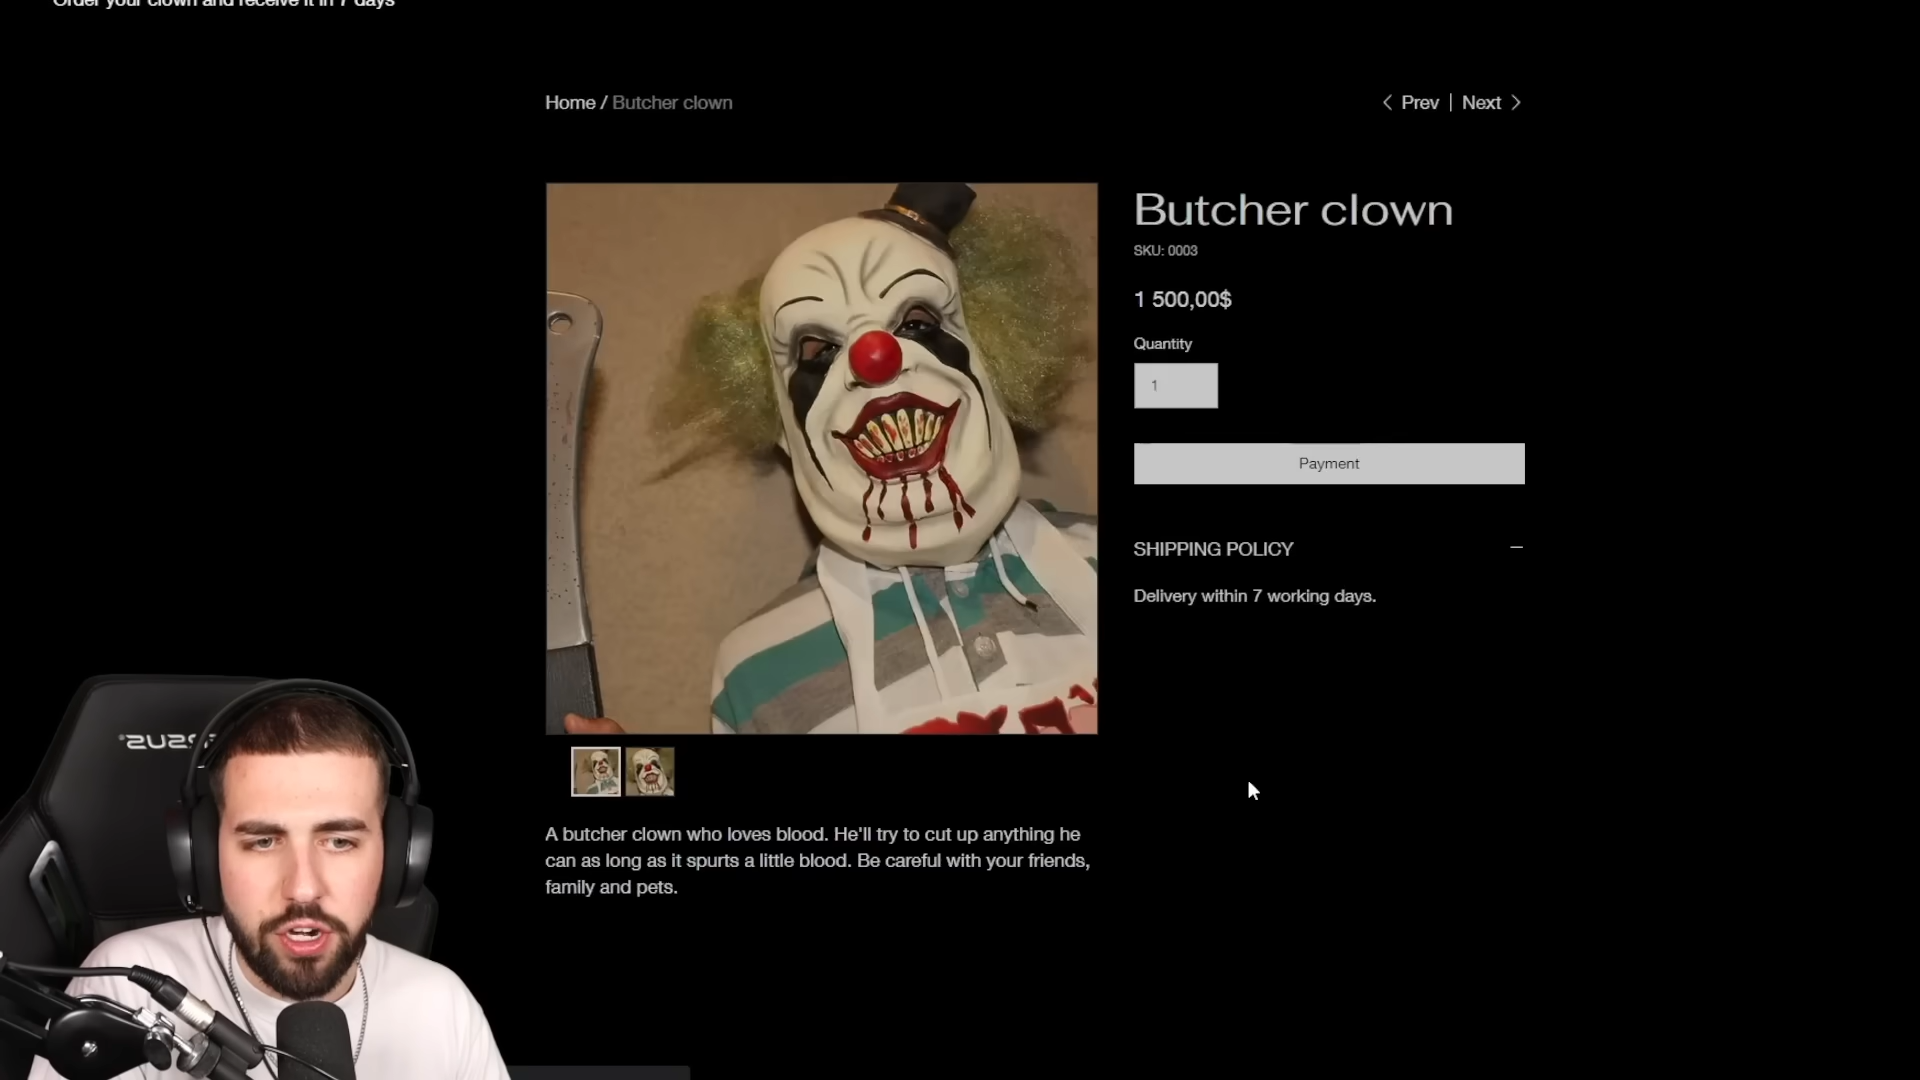 Order your clown and receive it in 7 days
Home / Butcher clown
Prev | Next
Butcher clown
SKU: 0003
1 500,00$
Quantity
1
Payment
SHIPPING POLICY
Delivery within 7 working days.
A butcher clown who loves blood. He'll try to cut up anything he
can as long as it spurts a little blood. Be careful with your friends,
family and pets.